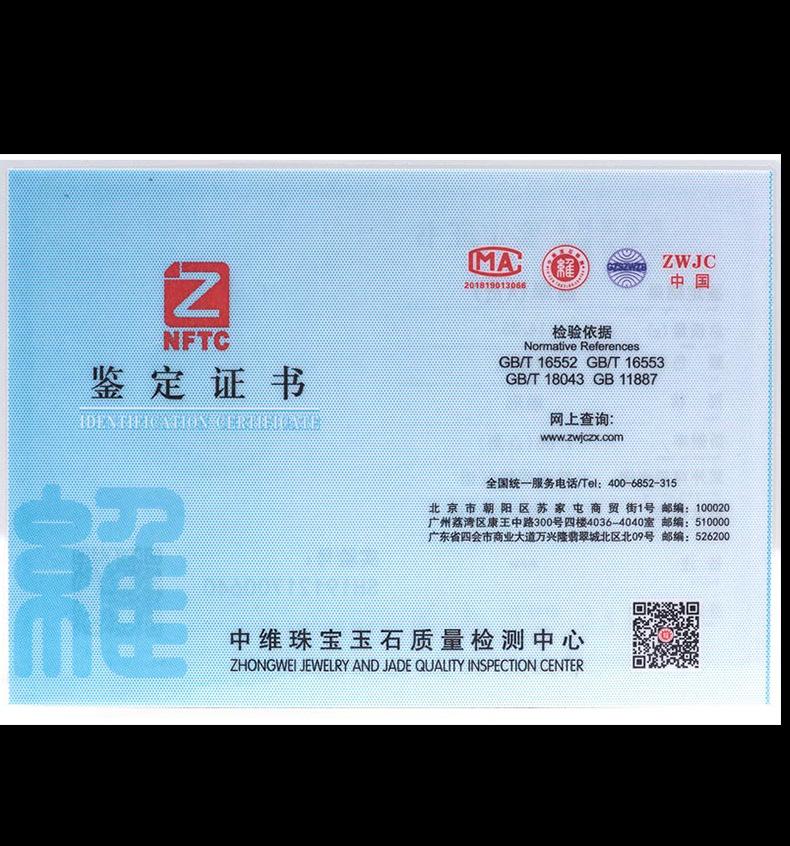 NFTC
鉴定证书
IDENTIFICATION CERTIFICATE
MA
201819013066
GZSZWZB
ZWJC
中国
检验依据
Normative References
GB/T 16552 GB/T 16553
GB/T 18043 GB 11887
网上查询:
www.zwjczx.com
全国统一服务电话/Tel: 400-6852-315
北京市朝阳区苏家屯商贸街1号 邮编: 100020
广州荔湾区康王中路300号四楼4036-4040室 邮编: 510000
广东省四会市商业大道万兴隆翡翠城北区北09号 邮编: 526200
維
中维珠宝玉石质量检测中心
ZHONGWEI JEWELRY AND JADE QUALITY INSPECTION CENTER